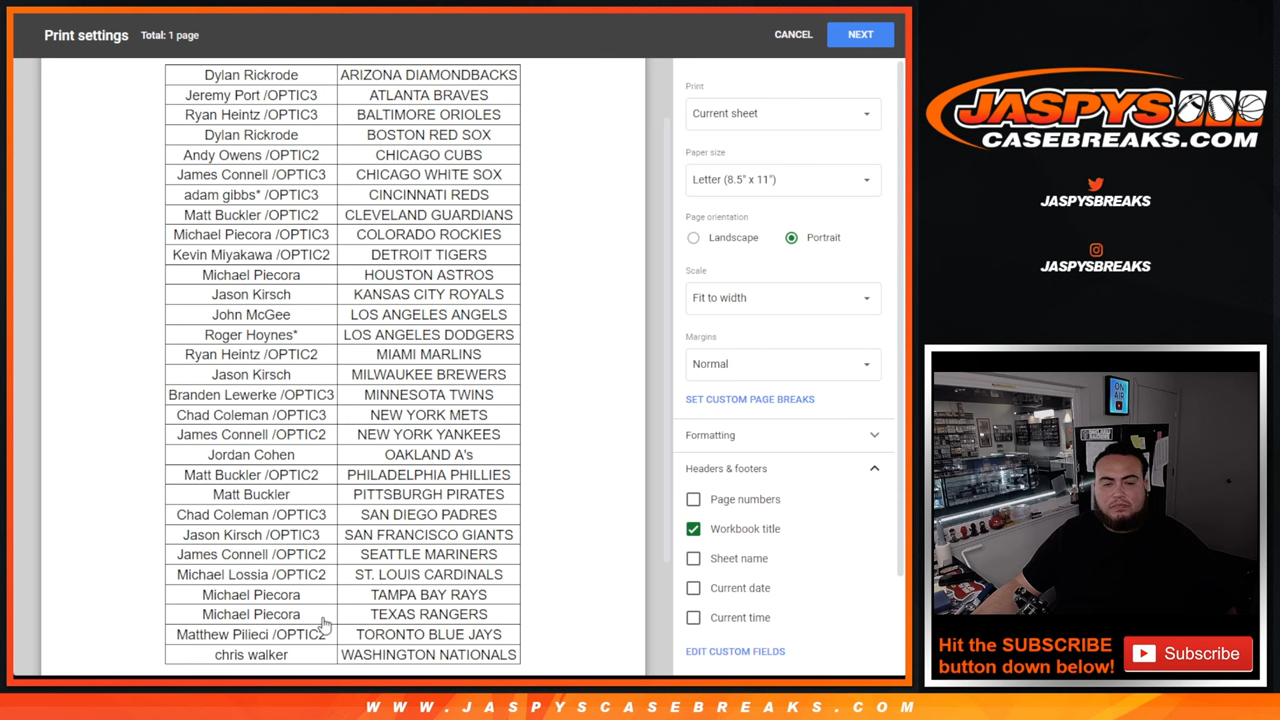 Print settings Total: 1 page CANCEL NEXT
Dylan Rickrode ARIZONA DIAMONDBACKS
Jeremy Port /OPTIC3 ATLANTA BRAVES
Ryan Heintz /OPTIC3 BALTIMORE ORIOLES
Dylan Rickrode BOSTON RED SOX
Andy Owens /OPTIC2 CHICAGO CUBS
James Connell /OPTIC3 CHICAGO WHITE SOX
adam gibbs* /OPTIC3 CINCINNATI REDS
Matt Buckler /OPTIC2 CLEVELAND GUARDIANS
Michael Piecora /OPTIC3 COLORADO ROCKIES
Kevin Miyakawa /OPTIC2 DETROIT TIGERS
Michael Piecora HOUSTON ASTROS
Jason Kirsch KANSAS CITY ROYALS
John McGee LOS ANGELES ANGELS
Roger Hoynes* LOS ANGELES DODGERS
Ryan Heintz /OPTIC2 MIAMI MARLINS
Jason Kirsch MILWAUKEE BREWERS
Branden Lewerke /OPTIC3 MINNESOTA TWINS
Chad Coleman /OPTIC3 NEW YORK METS
James Connell /OPTIC2 NEW YORK YANKEES
Jordan Cohen OAKLAND A's
Matt Buckler /OPTIC2 PHILADELPHIA PHILLIES
Matt Buckler PITTSBURGH PIRATES
Chad Coleman /OPTIC3 SAN DIEGO PADRES
Jason Kirsch /OPTIC3 SAN FRANCISCO GIANTS
James Connell /OPTIC2 SEATTLE MARINERS
Michael Lossia /OPTIC2 ST. LOUIS CARDINALS
Michael Piecora TAMPA BAY RAYS
Michael Piecora TEXAS RANGERS
Matthew Pilieci /OPTIC2 TORONTO BLUE JAYS
chris walker WASHINGTON NATIONALS
Print
Current sheet
Paper size
Letter (8.5" x 11")
Page orientation
Landscape Portrait
Scale
Fit to width
Margins
Normal
SET CUSTOM PAGE BREAKS
Formatting
Headers & footers
Page numbers
Workbook title
Sheet name
Current date
Current time
EDIT CUSTOM FIELDS
JASPYS
CASEBREAKS.COM
JASPYSBREAKS
JASPYSBREAKS
ON AIR
Hit the SUBSCRIBE
button down below!
Subscribe
WWW.JASPYSCASEBREAKS.COM